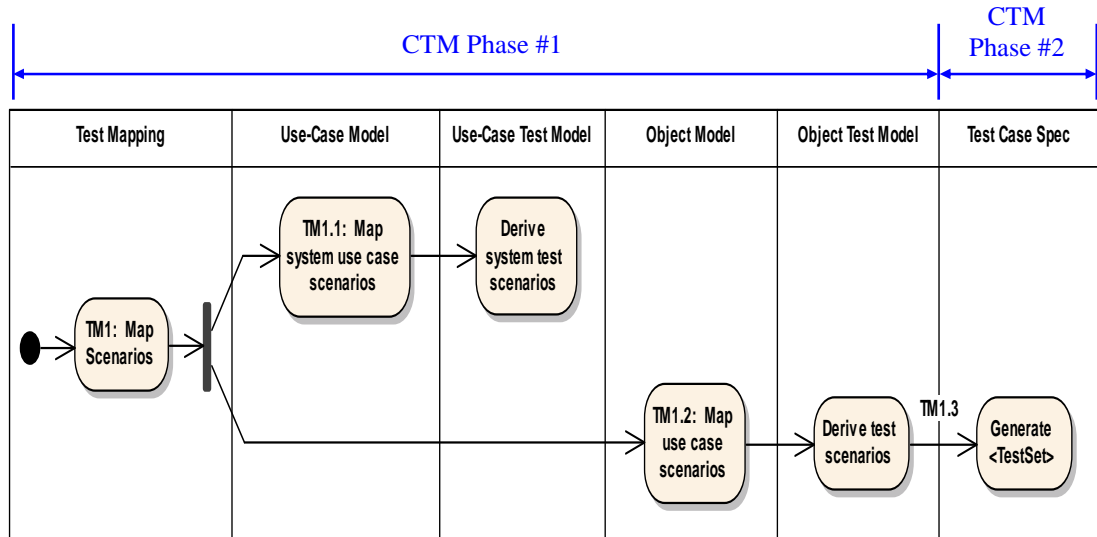 CTM Phase #1
CTM
Phase #2
Test Mapping
Use-Case Model
Use-Case Test Model
Object Model
Object Test Model
Test Case Spec
TM1.1: Map
system use case
scenarios
Derive
system test
scenarios
TM1: Map
Scenarios
TM1.2: Map
use case
scenarios
Derive test
scenarios
TM1.3
Generate
<TestSet>